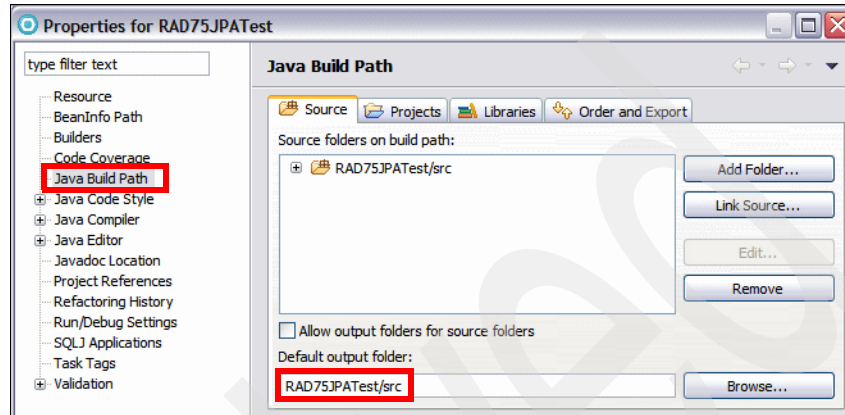 Properties for RAD75JPATest
type filter text
Java Build Path
Resource
BeanInfo Path
Builders
Code Coverage
Java Build Path
Java Code Style
Java Compiler
Java Editor
Javadoc Location
Project References
Refactoring History
Run/Debug Settings
SQLJ Applications
Task Tags
Validation
Source Projects Libraries Order and Export
Source folders on build path:
RAD75JPATest/src
Add Folder...
Link Source...
Edit...
Remove
Allow output folders for source folders
Default output folder:
RAD75JPATest/src
Browse...